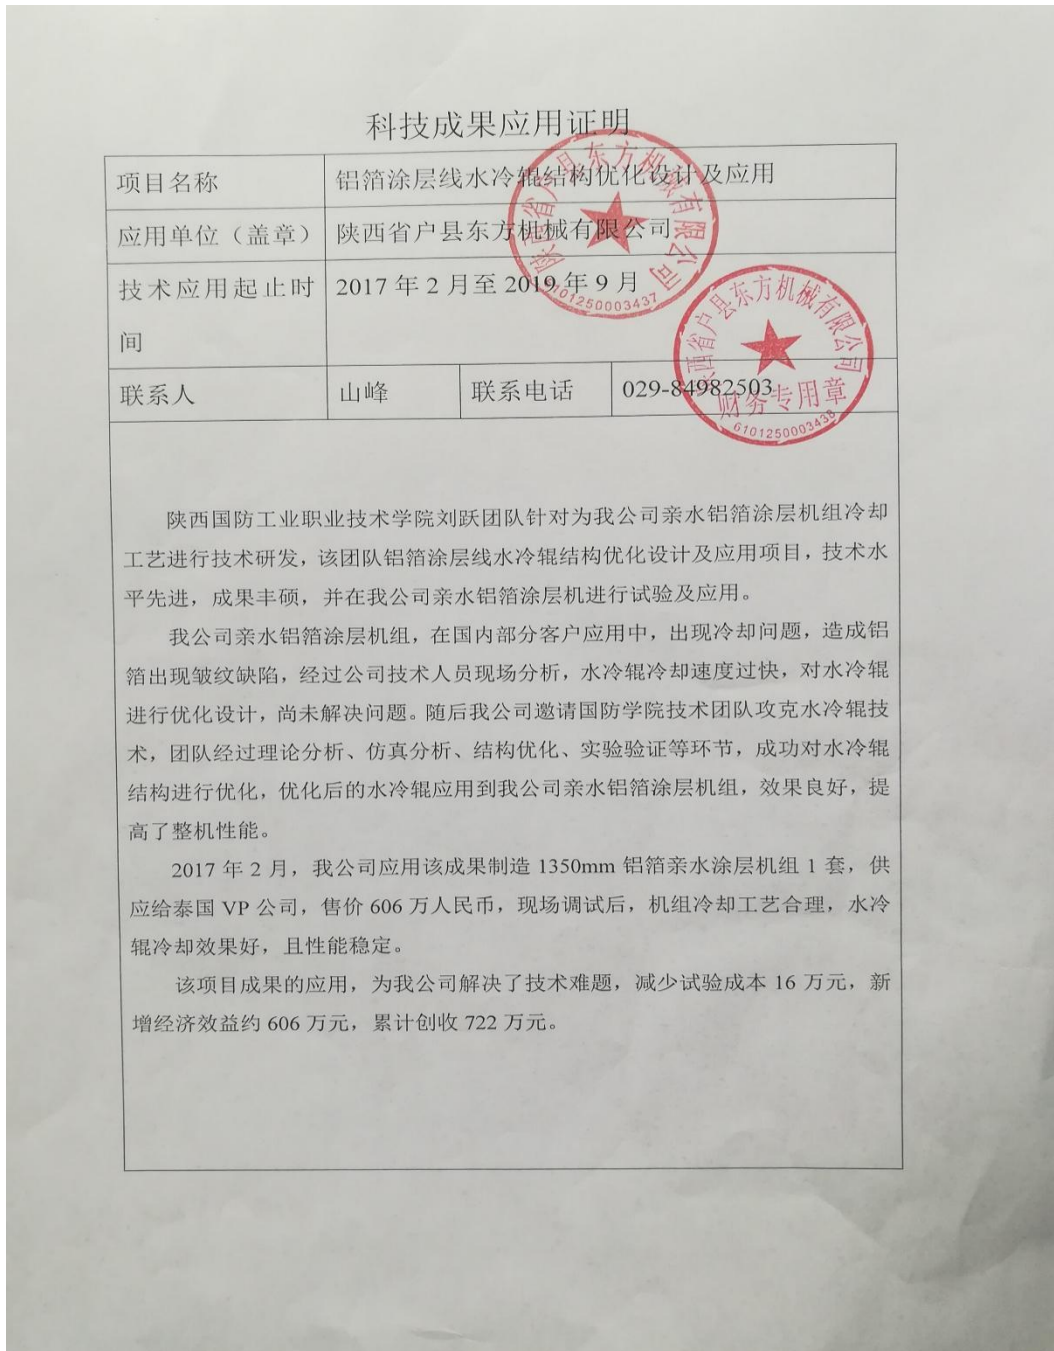 科技成果应用证明
项目名称
铝箔涂层线水冷辊结构优化设计及应用
应用单位（盖章）
陕西省户县东方机械有限公司
技术应用起止时
间
2017 年 2 月至 2019 年 9 月
联系人
山峰
联系电话
029-84982503
陕西省户县东方机械有限公司
6101250003437
陕西省户县东方机械有限公司
财务专用章
6101250003438
陕西国防工业职业技术学院刘跃团队针对为我公司亲水铝箔涂层机组冷却
工艺进行技术研发，该团队铝箔涂层线水冷辊结构优化设计及应用项目，技术水
平先进，成果丰硕，并在我公司亲水铝箔涂层机进行试验及应用。
我公司亲水铝箔涂层机组，在国内部分客户应用中，出现冷却问题，造成铝
箔出现皱纹缺陷，经过公司技术人员现场分析，水冷辊冷却速度过快，对水冷辊
进行优化设计，尚未解决问题。随后我公司邀请国防学院技术团队攻克水冷辊技
术，团队经过理论分析、仿真分析、结构优化、实验验证等环节，成功对水冷辊
结构进行优化，优化后的水冷辊应用到我公司亲水铝箔涂层机组，效果良好，提
高了整机性能。
2017 年 2 月，我公司应用该成果制造 1350mm 铝箔亲水涂层机组 1 套，供
应给泰国 VP 公司，售价 606 万人民币，现场调试后，机组冷却工艺合理，水冷
辊冷却效果好，且性能稳定。
该项目成果的应用，为我公司解决了技术难题，减少试验成本 16 万元，新
增经济效益约 606 万元，累计创收 722 万元。